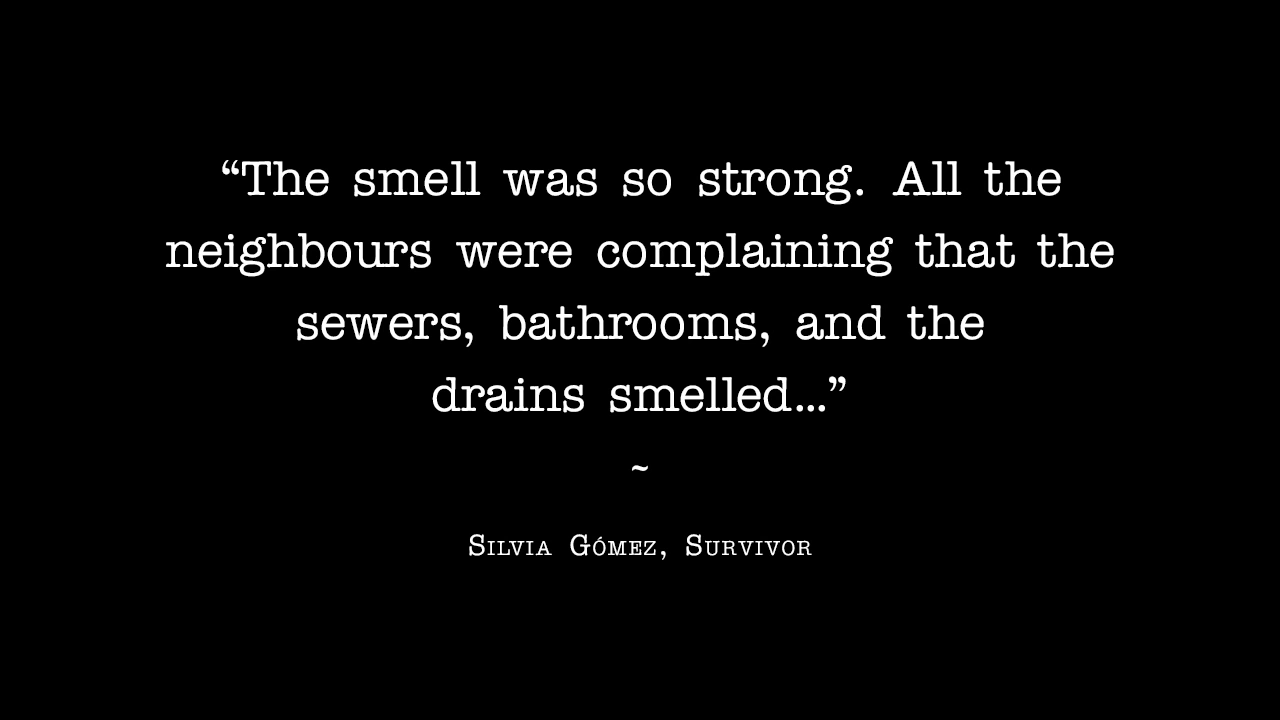 “The smell was so strong. All the
neighbours were complaining that the
sewers, bathrooms, and the
drains smelled…”
~
Silvia Gómez, Survivor